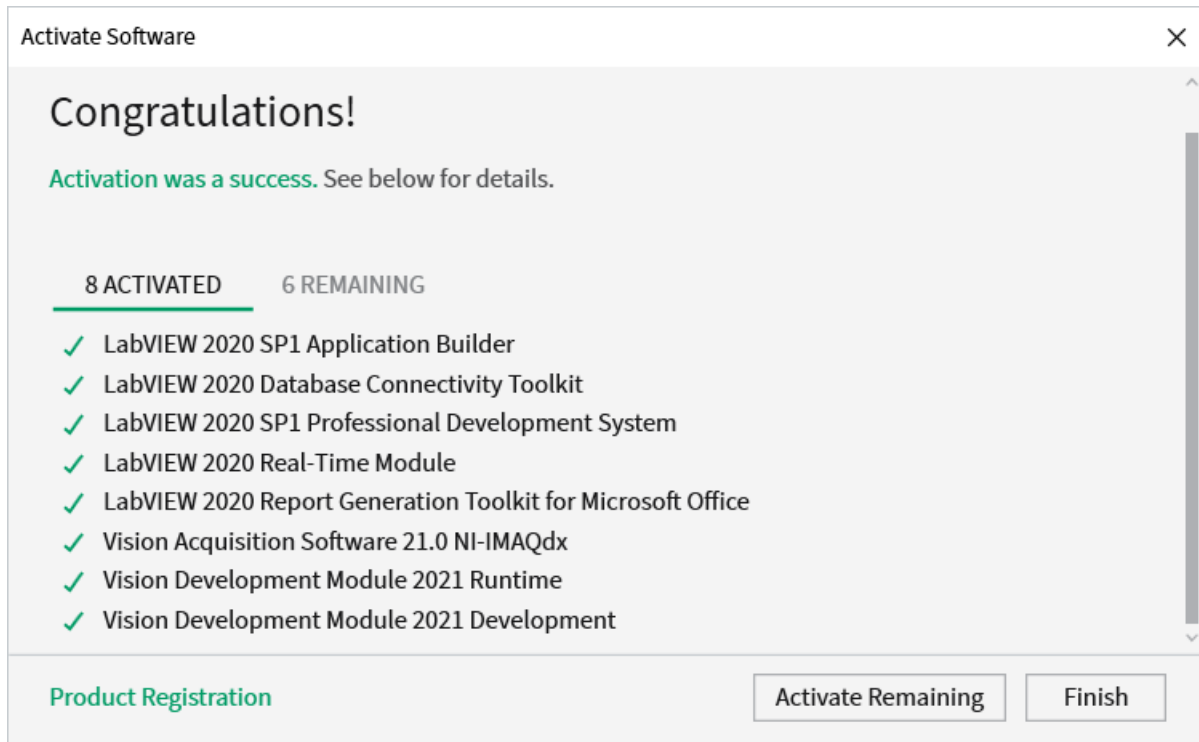 Activate Software
Congratulations!
Activation was a success. See below for details.
8 ACTIVATED 6 REMAINING
LabVIEW 2020 SP1 Application Builder
LabVIEW 2020 Database Connectivity Toolkit
LabVIEW 2020 SP1 Professional Development System
LabVIEW 2020 Real-Time Module
LabVIEW 2020 Report Generation Toolkit for Microsoft Office
Vision Acquisition Software 21.0 NI-IMAQdx
Vision Development Module 2021 Runtime
Vision Development Module 2021 Development
Product Registration Activate Remaining Finish